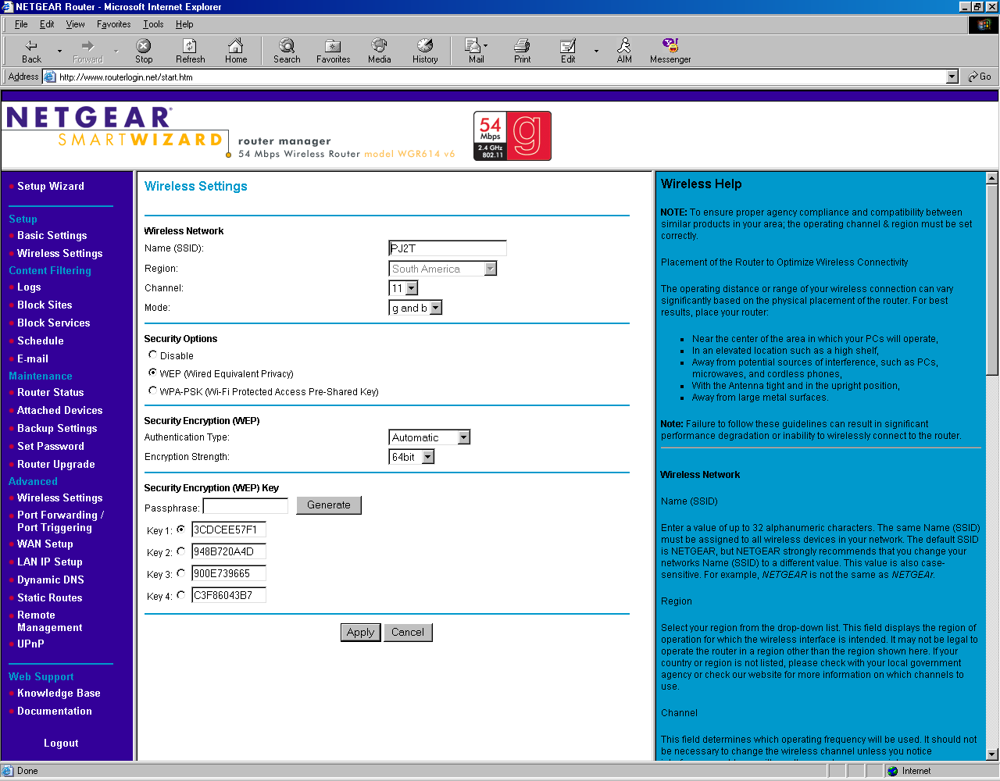 NETGEAR Router - Microsoft Internet Explorer
File Edit View Favorites Tools Help
Back Forward Stop Refresh Home Search Favorites Media History Mail Print Edit AIM Messenger
Address http://www.routerlogin.net/start.htm Go
NETGEAR
SMARTWIZARD
router manager
54 Mbps Wireless Router model WGR614 v6
54
Mbps
2.4 GHz
802.11
g
Setup Wizard
Setup
Basic Settings
Wireless Settings
Content Filtering
Logs
Block Sites
Block Services
Schedule
E-mail
Maintenance
Router Status
Attached Devices
Backup Settings
Set Password
Router Upgrade
Advanced
Wireless Settings
Port Forwarding /
Port Triggering
WAN Setup
LAN IP Setup
Dynamic DNS
Static Routes
Remote
Management
UPnP
Web Support
Knowledge Base
Documentation
Logout
Wireless Settings
Wireless Network
Name (SSID): PJ2T
Region: South America
Channel: 11
Mode: g and b
Security Options
Disable
WEP (Wired Equivalent Privacy)
WPA-PSK (Wi-Fi Protected Access Pre-Shared Key)
Security Encryption (WEP)
Authentication Type: Automatic
Encryption Strength: 64bit
Security Encryption (WEP) Key
Passphrase: Generate
Key 1: 3CDCEE57F1
Key 2: 948B720A4D
Key 3: 900E739665
Key 4: C3F86043B7
Apply Cancel
Wireless Help
NOTE: To ensure proper agency compliance and compatibility between
similar products in your area; the operating channel & region must be set
correctly.
Placement of the Router to Optimize Wireless Connectivity
The operating distance or range of your wireless connection can vary
significantly based on the physical placement of the router. For best
results, place your router:
Near the center of the area in which your PCs will operate,
In an elevated location such as a high shelf,
Away from potential sources of interference, such as PCs,
microwaves, and cordless phones,
With the Antenna tight and in the upright position,
Away from large metal surfaces.
Note: Failure to follow these guidelines can result in significant
performance degradation or inability to wirelessly connect to the router.
Wireless Network
Name (SSID)
Enter a value of up to 32 alphanumeric characters. The same Name (SSID)
must be assigned to all wireless devices in your network. The default SSID
is NETGEAR, but NETGEAR strongly recommends that you change your
networks Name (SSID) to a different value. This value is also case-
sensitive. For example, NETGEAR is not the same as NETGEAr.
Region
Select your region from the drop-down list. This field displays the region of
operation for which the wireless interface is intended. It may not be legal to
operate the router in a region other than the region shown here. If your
country or region is not listed, please check with your local government
agency or check our website for more information on which channels to
use.
Channel
This field determines which operating frequency will be used. It should not
be necessary to change the wireless channel unless you notice
Done Internet